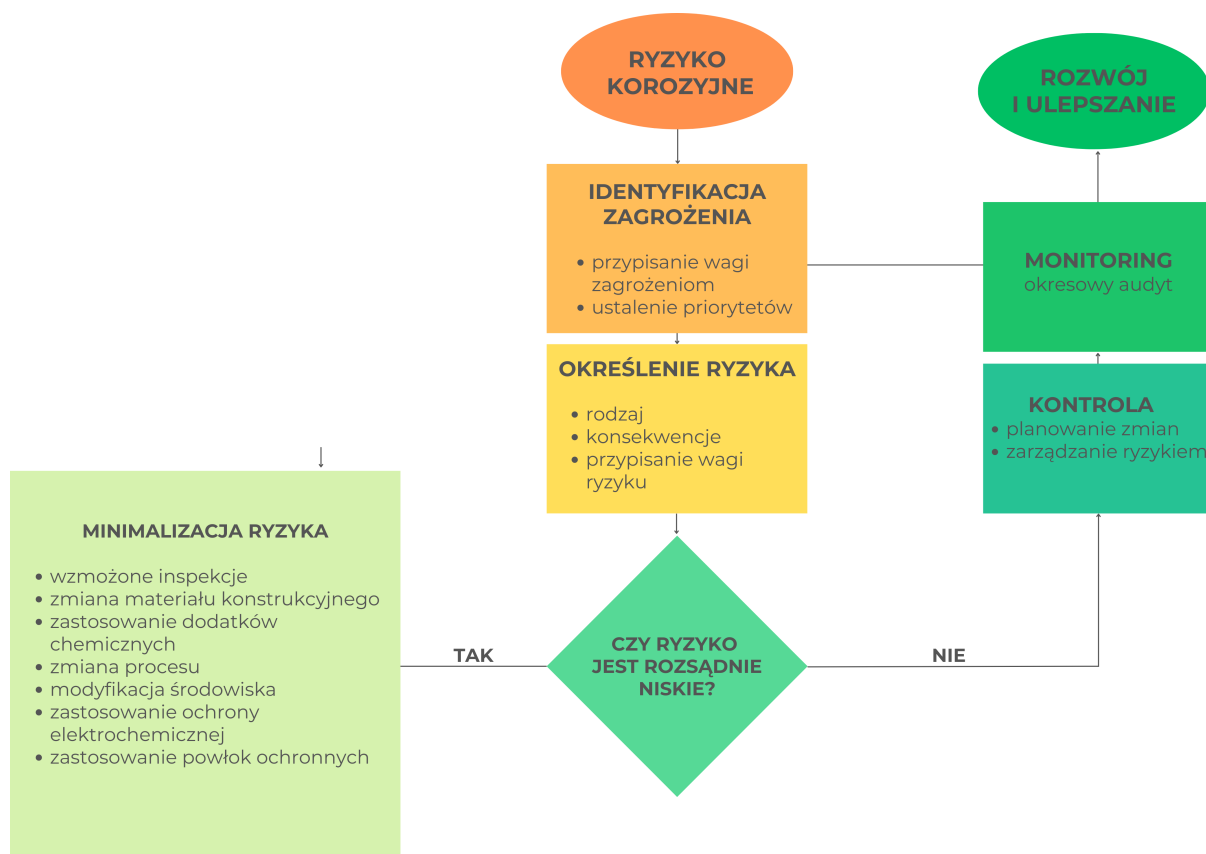 RYZYKO
KOROZYJNE
IDENTYFIKACJA
ZAGROŻENIA
• przypisanie wagi
zagrożeniom
• ustalenie priorytetów
OKREŚLENIE RYZYKA
• rodzaj
• konsekwencje
• przypisanie wagi
ryzyku
CZY RYZYKO
JEST ROZSĄDNIE
NISKIE?
TAK
MINIMALIZACJA RYZYKA
• wzmożone inspekcje
• zmiana materiału konstrukcyjnego
• zastosowanie dodatków
chemicznych
• zmiana procesu
• modyfikacja środowiska
• zastosowanie ochrony
elektrochemicznej
• zastosowanie powłok ochronnych
NIE
KONTROLA
• planowanie zmian
• zarządzanie ryzykiem
MONITORING
okresowy audyt
ROZWÓJ
I ULEPSZANIE